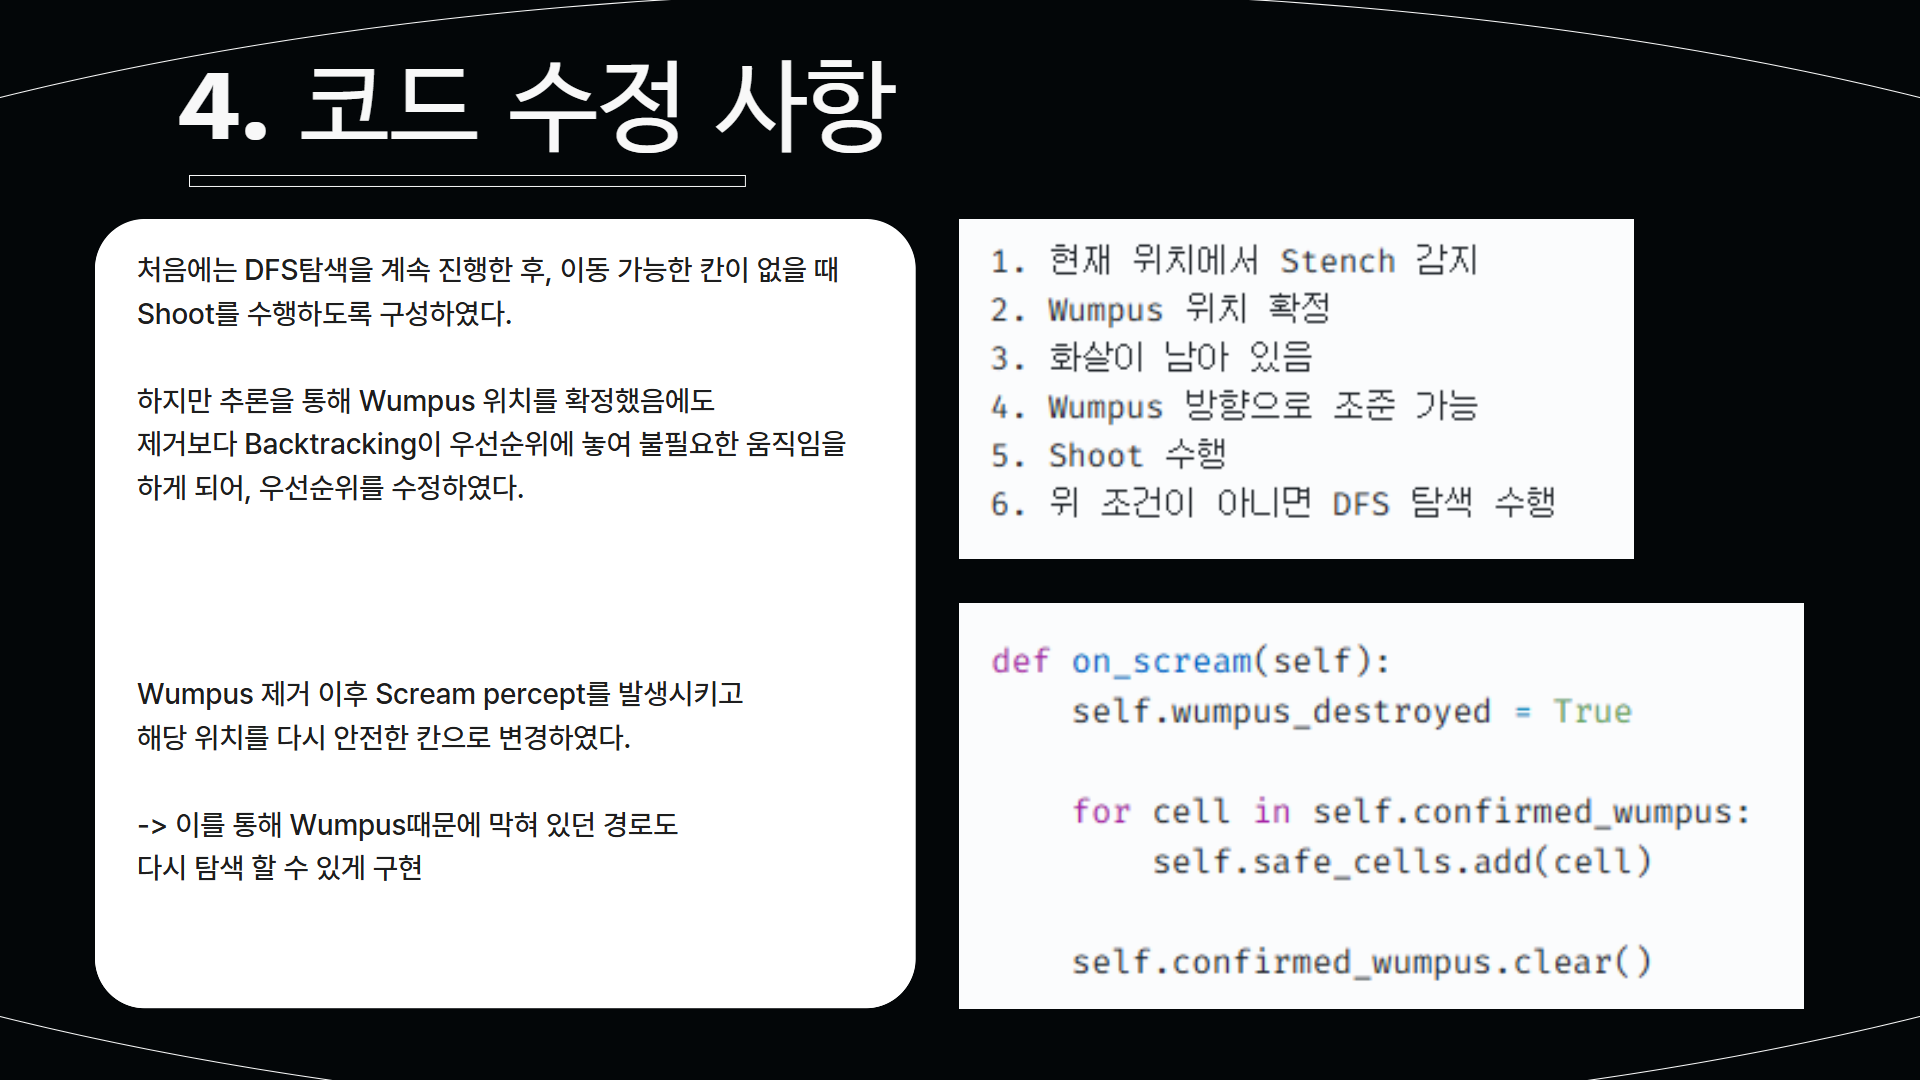 4. 코드 수정 사항
처음에는 DFS탐색을 계속 진행한 후, 이동 가능한 칸이 없을 때
Shoot를 수행하도록 구성하였다.
하지만 추론을 통해 Wumpus 위치를 확정했음에도
제거보다 Backtracking이 우선순위에 놓여 불필요한 움직임을
하게 되어, 우선순위를 수정하였다.
Wumpus 제거 이후 Scream percept를 발생시키고
해당 위치를 다시 안전한 칸으로 변경하였다.
-> 이를 통해 Wumpus때문에 막혀 있던 경로도
다시 탐색 할 수 있게 구현
1. 현재 위치에서 Stench 감지
2. Wumpus 위치 확정
3. 화살이 남아 있음
4. Wumpus 방향으로 조준 가능
5. Shoot 수행
6. 위 조건이 아니면 DFS 탐색 수행
def on_scream(self):
    self.wumpus_destroyed = True
    for cell in self.confirmed_wumpus:
        self.safe_cells.add(cell)
    self.confirmed_wumpus.clear()